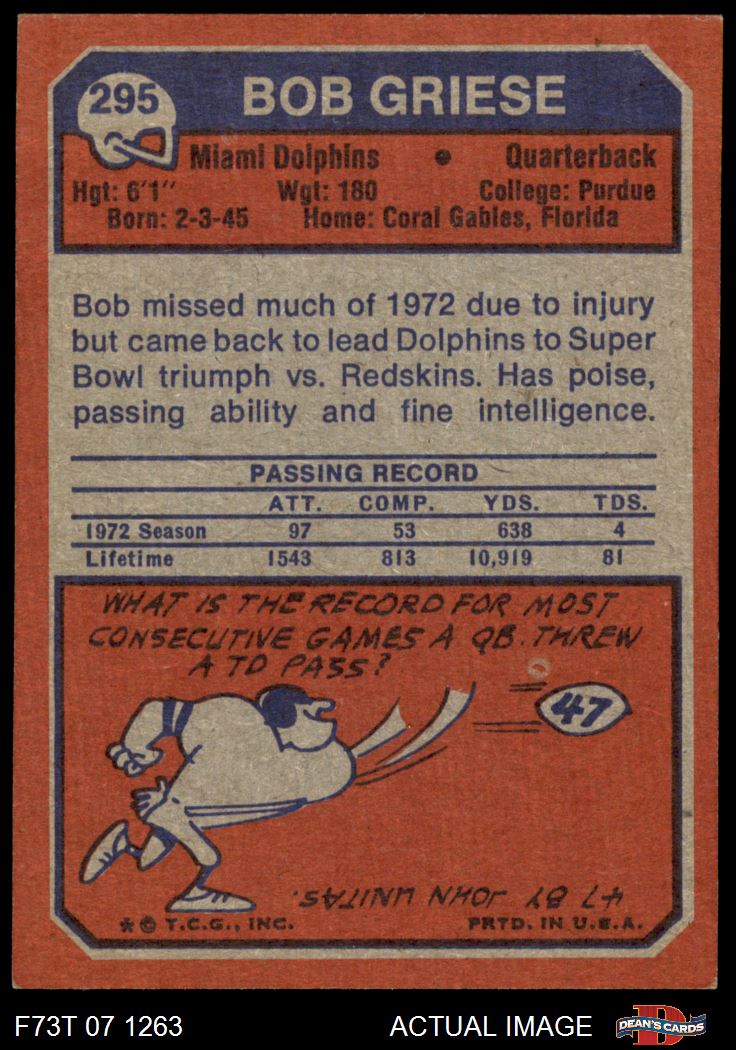 295
BOB GRIESE
Miami Dolphins • Quarterback
Hgt: 6'1" Wgt: 180 College: Purdue
Born: 2-3-45 Home: Coral Gables, Florida
Bob missed much of 1972 due to injury
but came back to lead Dolphins to Super
Bowl triumph vs. Redskins. Has poise,
passing ability and fine intelligence.
PASSING RECORD
ATT. COMP. YDS. TDS.
1972 Season 97 53 638 4
Lifetime 1543 813 10,919 81
WHAT IS THE RECORD FOR MOST
CONSECUTIVE GAMES A QB. THREW
A TD PASS?
47
47 BY JOHN UNITAS.
* © T.C.G., INC. PRTD. IN U.S.A.
F73T 07 1263 ACTUAL IMAGE
D
DEAN'S CARDS